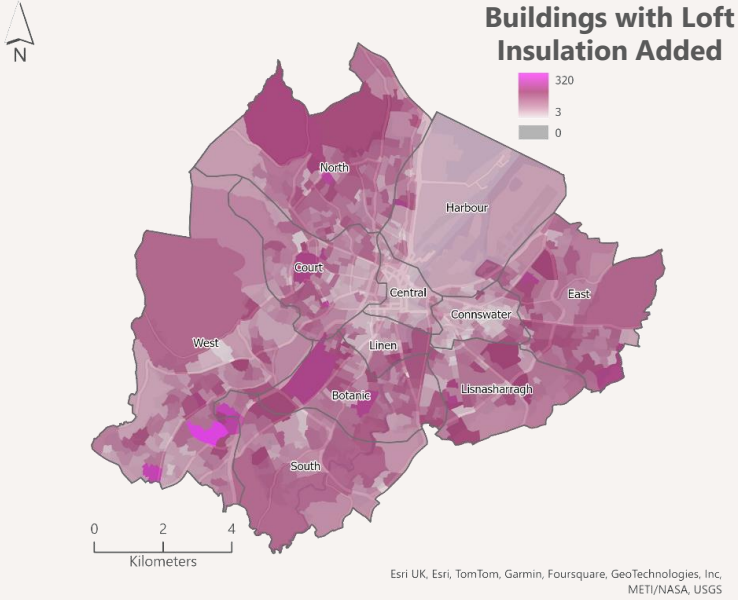 Buildings with Loft
Insulation Added
N
320
3
0
North
Harbour
Court
Central
East
Connswater
West
Linen
Botanic
Lisnasharragh
South
0 2 4
Kilometers
Esri UK, Esri, TomTom, Garmin, Foursquare, GeoTechnologies, Inc,
METI/NASA, USGS